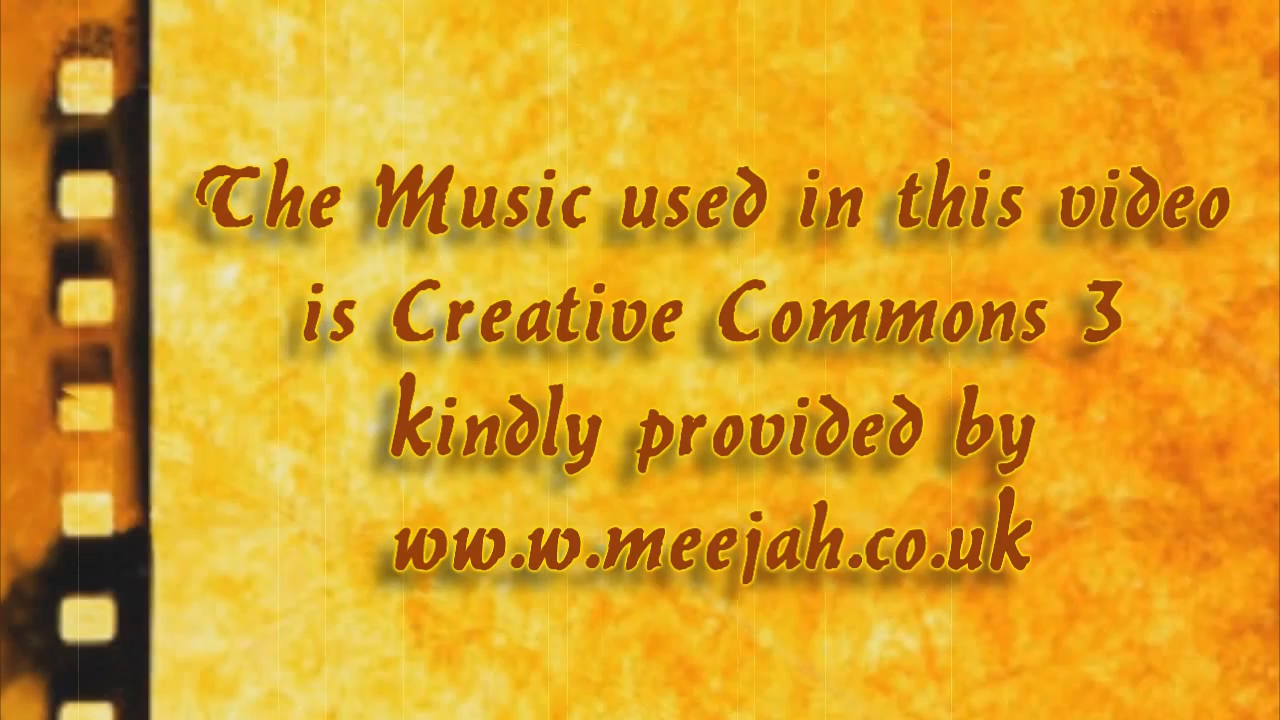 The Music used in this video
is Creative Commons 3
kindly provided by
www.meejah.co.uk